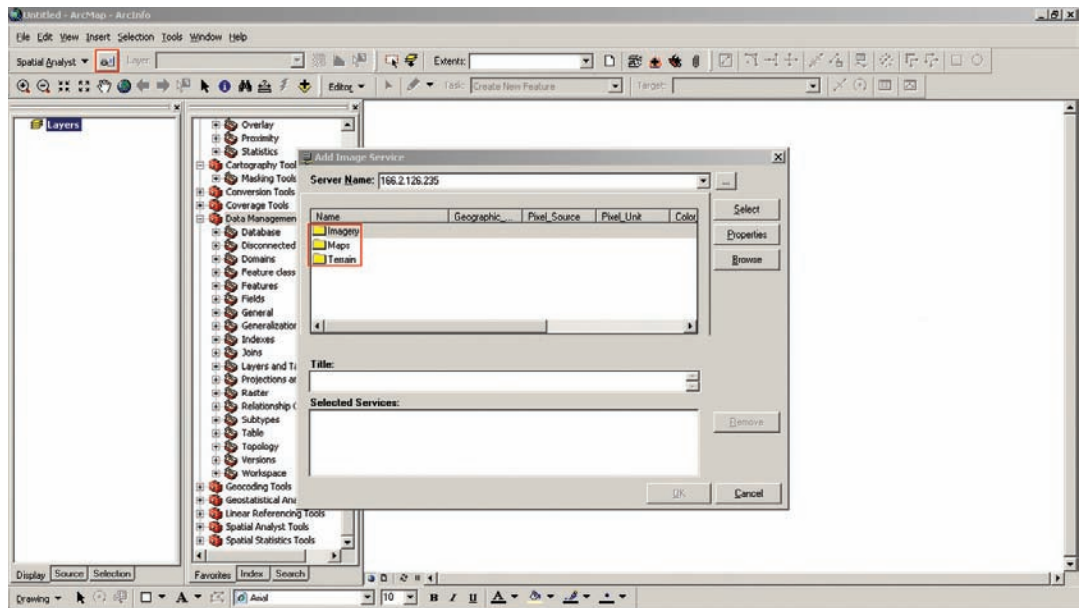 Untitled - ArcMap - ArcInfo
File Edit View Insert Selection Tools Window Help
Spatial Analyst Layer: Extents:
Editor Task: Create New Feature Target:
Layers
Overlay
Proximity
Statistics
Cartography Tool
Masking Tools
Conversion Tools
Coverage Tools
Data Managemen
Database
Disconnected
Domains
Feature class
Features
Fields
General
Generalization
Indexes
Joins
Layers and Ta
Projections an
Raster
Relationship C
Subtypes
Table
Topology
Versions
Workspace
Geocoding Tools
Geostatistical Ana
Linear Referencing Tools
Spatial Analyst Tools
Spatial Statistics Tools
Add Image Service
Server Name: 166.2.126.235 ...
Name Geographic_... Pixel_Source Pixel_Unit Color
Imagery
Maps
Terrain
Select
Properties
Browse
Title:
Selected Services:
Remove
OK Cancel
Display Source Selection Favorites Index Search
Drawing A Arial 10 B I U A